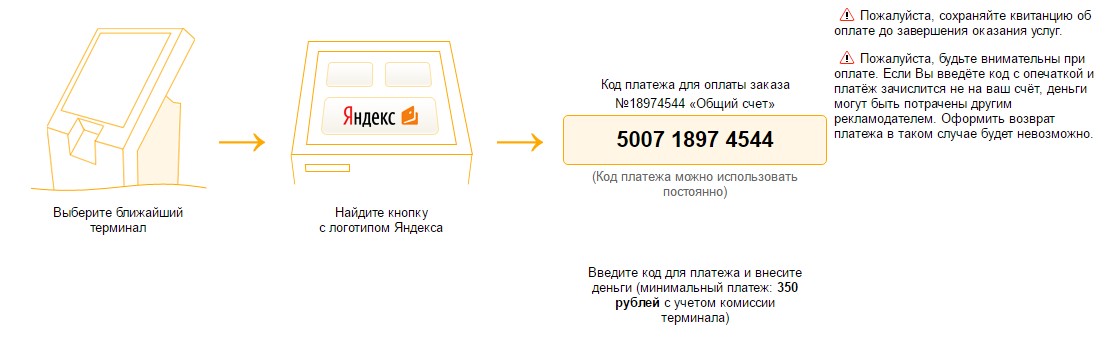 Выберите ближайший
терминал
Яндекс
Найдите кнопку
с логотипом Яндекса
Код платежа для оплаты заказа
№18974544 «Общий счет»
5007 1897 4544
(Код платежа можно использовать
постоянно)
Введите код для платежа и внесите
деньги (минимальный платеж: 350
рублей с учетом комиссии
терминала)
Пожалуйста, сохраняйте квитанцию об
оплате до завершения оказания услуг.
Пожалуйста, будьте внимательны при
оплате. Если Вы введёте код с опечаткой и
платёж зачислится не на ваш счёт, деньги
могут быть потрачены другим
рекламодателем. Оформить возврат
платежа в таком случае будет невозможно.